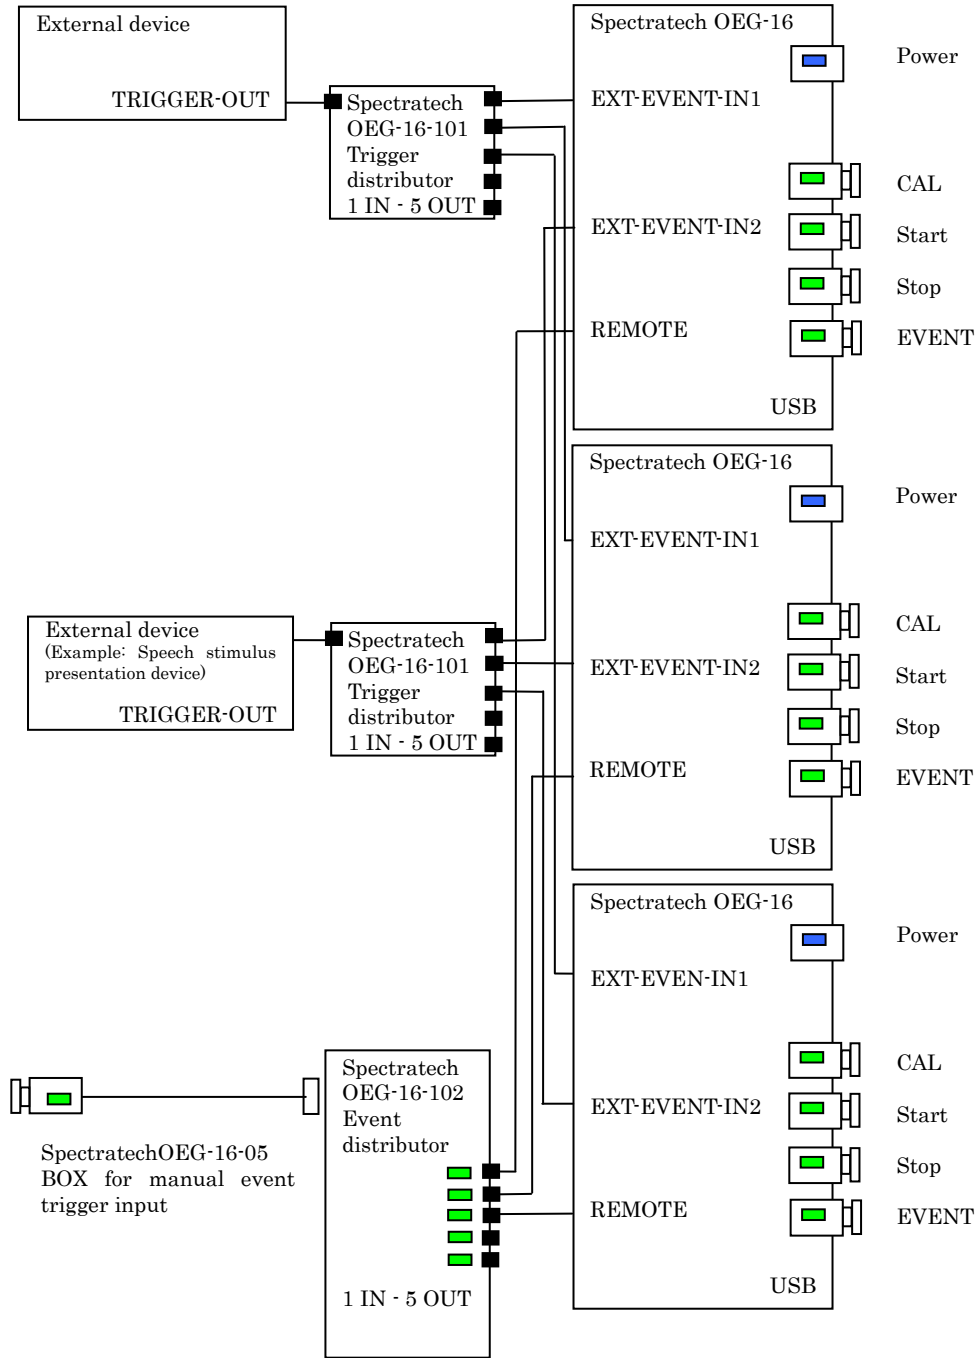 External device
TRIGGER-OUT
Spectratech
OEG-16-101
Trigger
distributor
1 IN - 5 OUT
Spectratech OEG-16
Power
EXT-EVENT-IN1
CAL
EXT-EVENT-IN2
Start
Stop
REMOTE
EVENT
USB
External device
(Example: Speech stimulus
presentation device)
TRIGGER-OUT
Spectratech
OEG-16-101
Trigger
distributor
1 IN - 5 OUT
Spectratech OEG-16
Power
EXT-EVENT-IN1
CAL
EXT-EVENT-IN2
Start
Stop
REMOTE
EVENT
USB
SpectratechOEG-16-05
BOX for manual event
trigger input
Spectratech
OEG-16-102
Event
distributor
1 IN - 5 OUT
Spectratech OEG-16
Power
EXT-EVEN-IN1
CAL
EXT-EVENT-IN2
Start
Stop
REMOTE
EVENT
USB